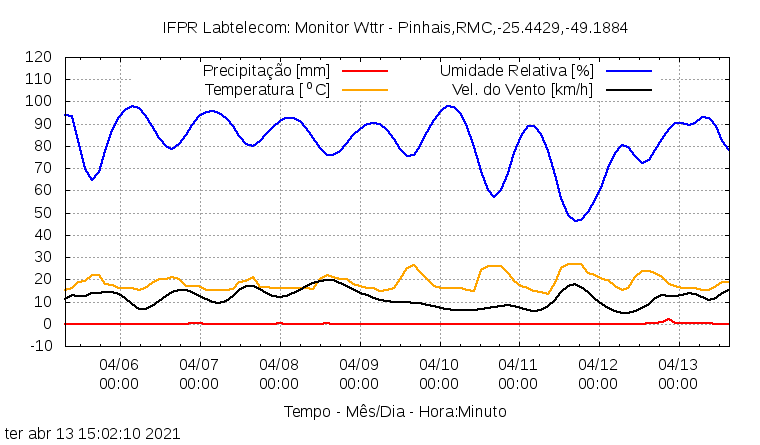 IFPR Labtelecom: Monitor Wttr - Pinhais,RMC,-25.4429,-49.1884
120
110
100
90
80
70
60
50
40
30
20
10
0
-10
Precipitação [mm]
Temperatura [ ⁰C]
Umidade Relativa [%]
Vel. do Vento [km/h]
04/06 04/07 04/08 04/09 04/10 04/11 04/12 04/13
00:00 00:00 00:00 00:00 00:00 00:00 00:00 00:00
Tempo - Mês/Dia - Hora:Minuto
ter abr 13 15:02:10 2021